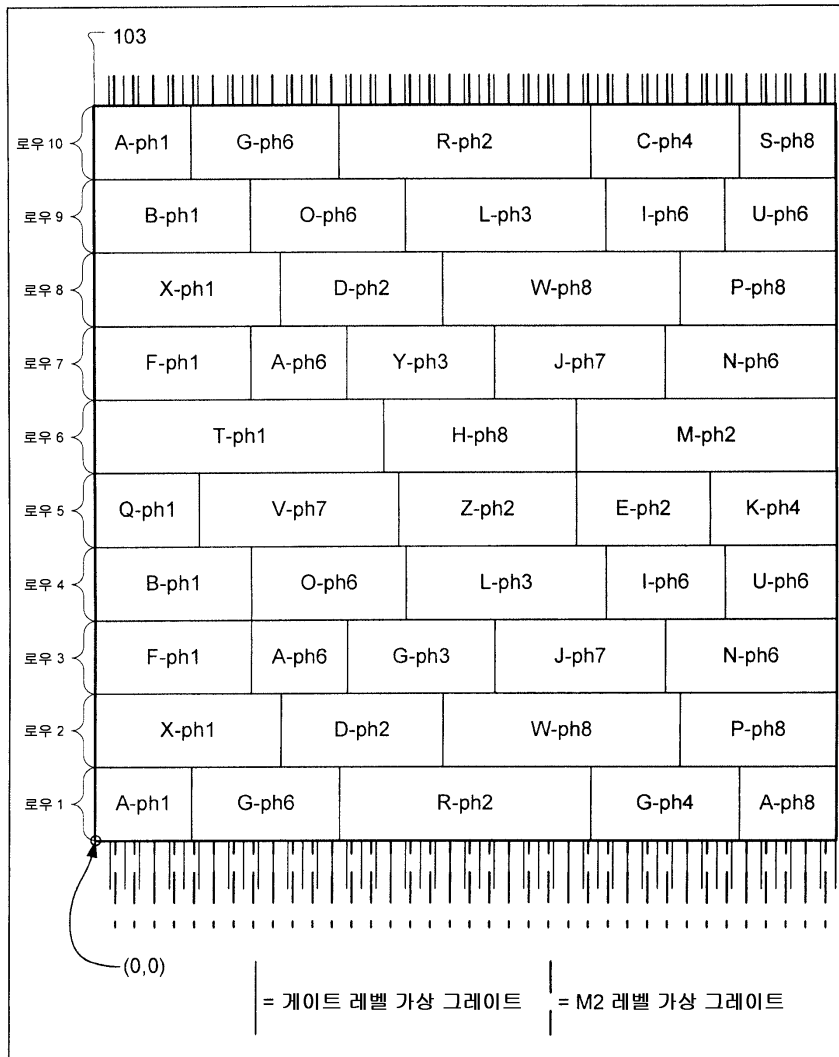 103
로우 10 A-ph1 G-ph6 R-ph2 C-ph4 S-ph8
로우 9 B-ph1 O-ph6 L-ph3 I-ph6 U-ph6
로우 8 X-ph1 D-ph2 W-ph8 P-ph8
로우 7 F-ph1 A-ph6 Y-ph3 J-ph7 N-ph6
로우 6 T-ph1 H-ph8 M-ph2
로우 5 Q-ph1 V-ph7 Z-ph2 E-ph2 K-ph4
로우 4 B-ph1 O-ph6 L-ph3 I-ph6 U-ph6
로우 3 F-ph1 A-ph6 G-ph3 J-ph7 N-ph6
로우 2 X-ph1 D-ph2 W-ph8 P-ph8
로우 1 A-ph1 G-ph6 R-ph2 G-ph4 A-ph8
(0,0)
= 게이트 레벨 가상 그레이트 = M2 레벨 가상 그레이트